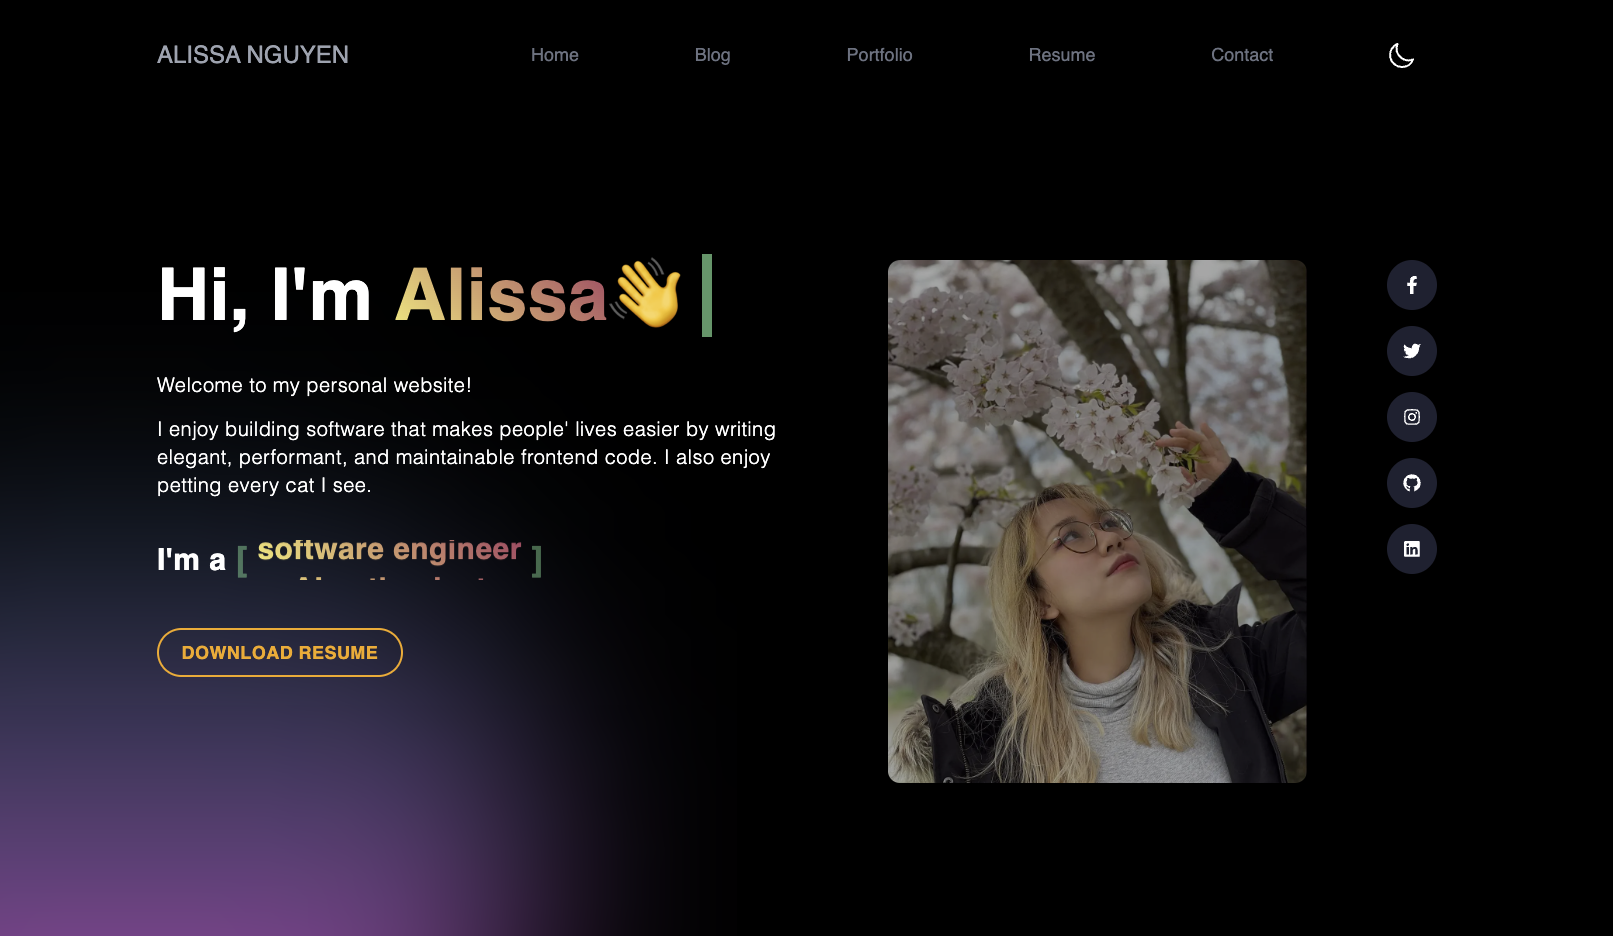 ALISSA NGUYEN
Home
Blog
Portfolio
Resume
Contact
Hi, I'm Alissa👋
Welcome to my personal website!
I enjoy building software that makes people' lives easier by writing
elegant, performant, and maintainable frontend code. I also enjoy
petting every cat I see.
I'm a [ software engineer ]
DOWNLOAD RESUME